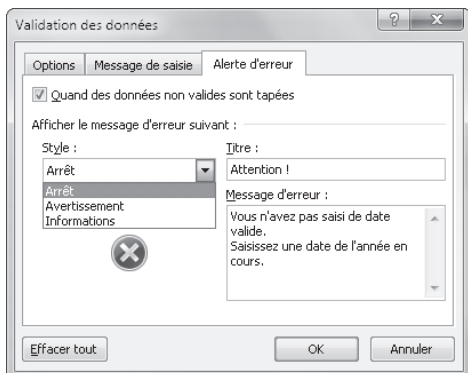 Validation des données
Options
Message de saisie
Alerte d'erreur
Quand des données non valides sont tapées
Afficher le message d'erreur suivant :
Style :
Titre :
Arrêt
Attention !
Arrêt
Avertissement
Informations
Message d'erreur :
Vous n'avez pas saisi de date
valide.
Saisissez une date de l'année en
cours.
Effacer tout
OK
Annuler